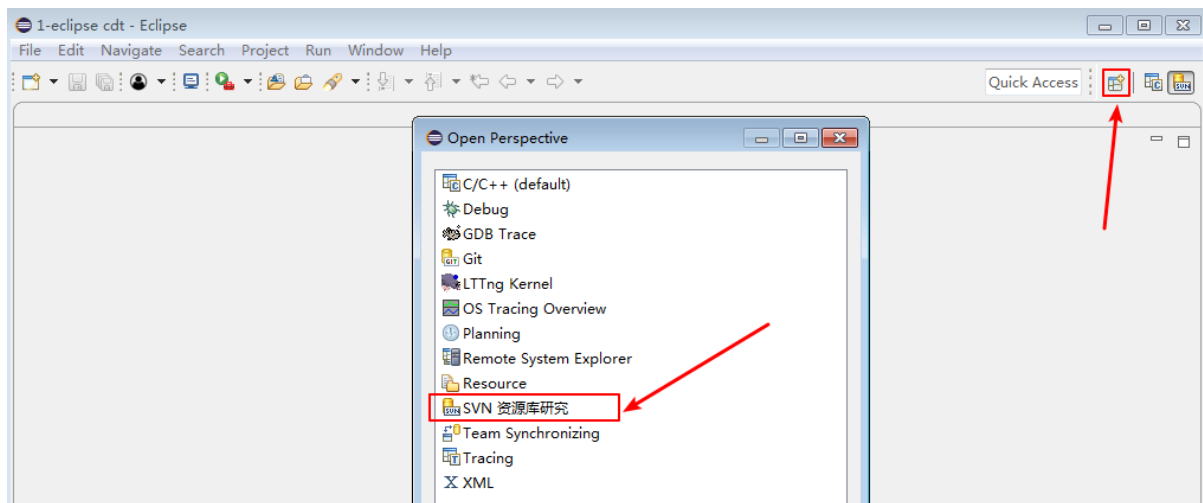 1-eclipse cdt - Eclipse
File Edit Navigate Search Project Run Window Help
Quick Access
Open Perspective
C/C++ (default)
Debug
GDB Trace
Git
LTTng Kernel
OS Tracing Overview
Planning
Remote System Explorer
Resource
SVN 资源库研究
Team Synchronizing
Tracing
XML